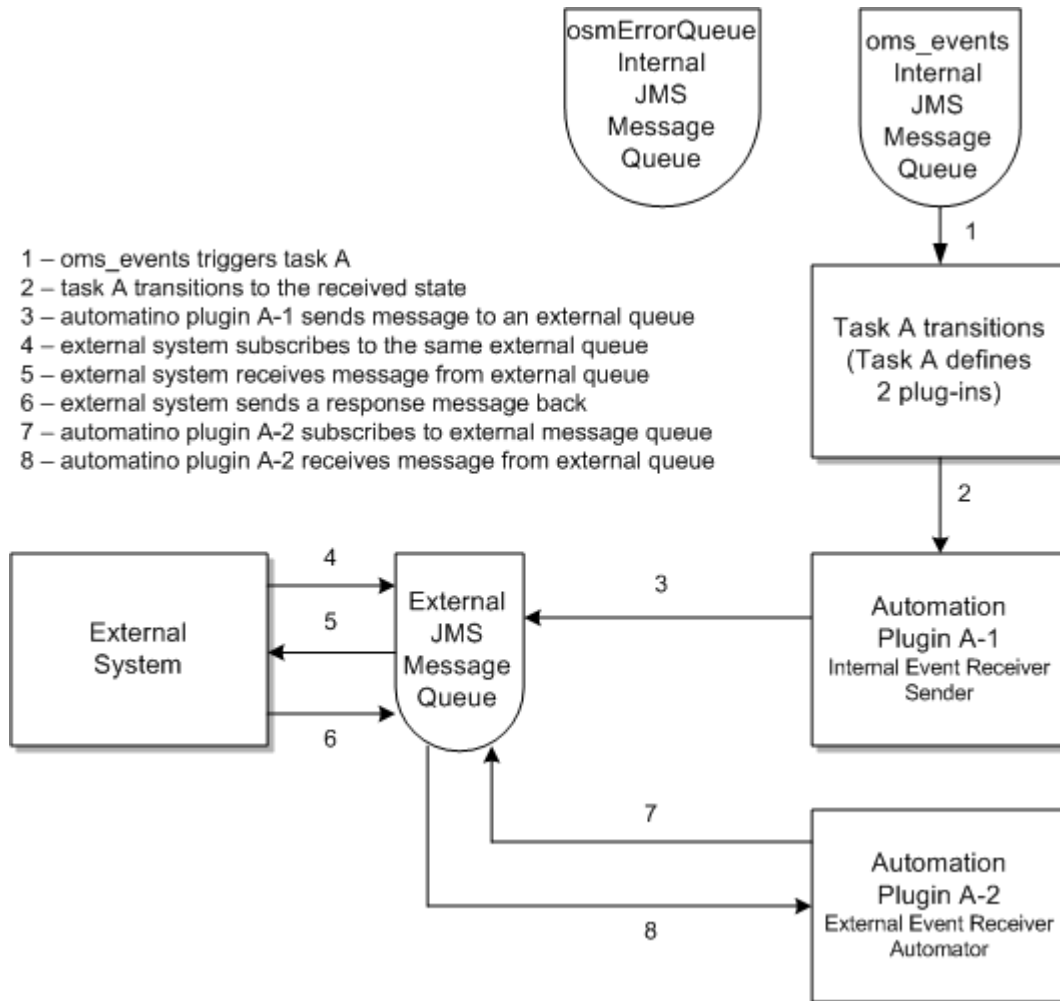 osmErrorQueue
Internal
JMS
Message
Queue
oms_events
Internal
JMS
Message
Queue
1
1 – oms_events triggers task A
2 – task A transitions to the received state
3 – automatino plugin A-1 sends message to an external queue
4 – external system subscribes to the same external queue
5 – external system receives message from external queue
6 – external system sends a response message back
7 – automatino plugin A-2 subscribes to external message queue
8 – automatino plugin A-2 receives message from external queue
Task A transitions
(Task A defines
2 plug-ins)
2
External
System
4
5
6
External
JMS
Message
Queue
3
Automation
Plugin A-1
Internal Event Receiver
Sender
7
8
Automation
Plugin A-2
External Event Receiver
Automator